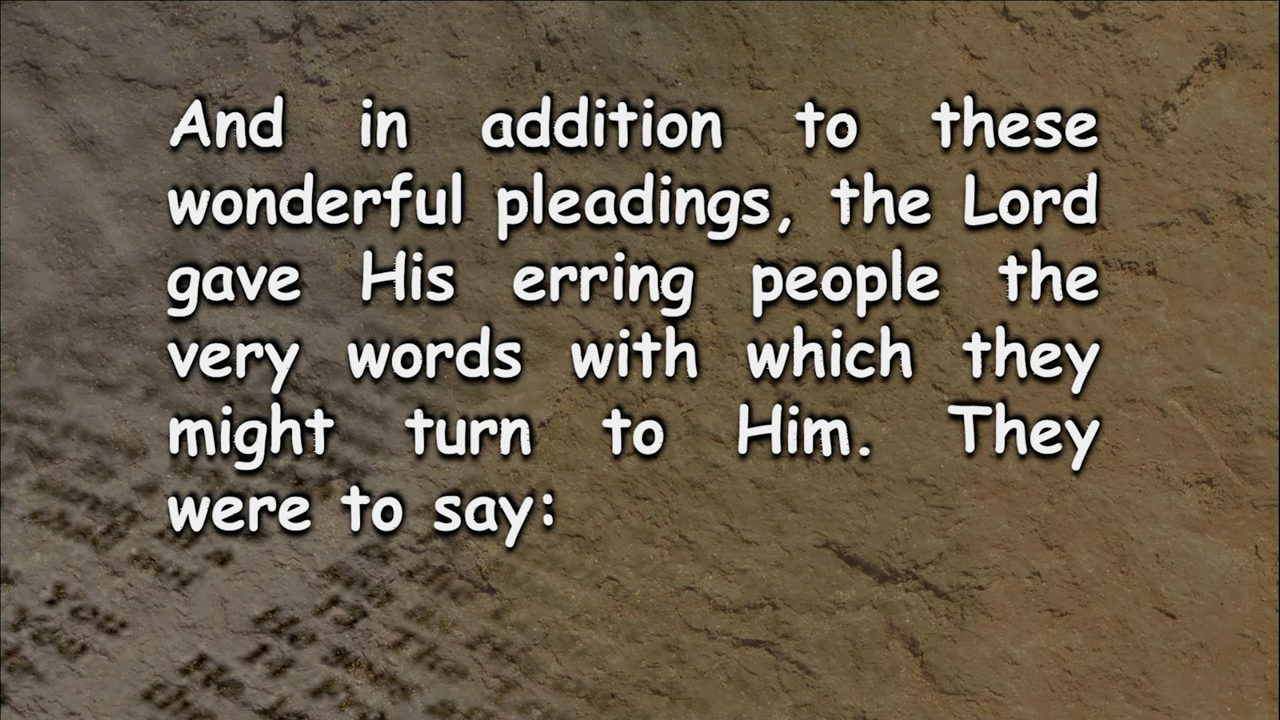 And in addition to these
wonderful pleadings, the Lord
gave His erring people the
very words with which they
might turn to Him. They
were to say: